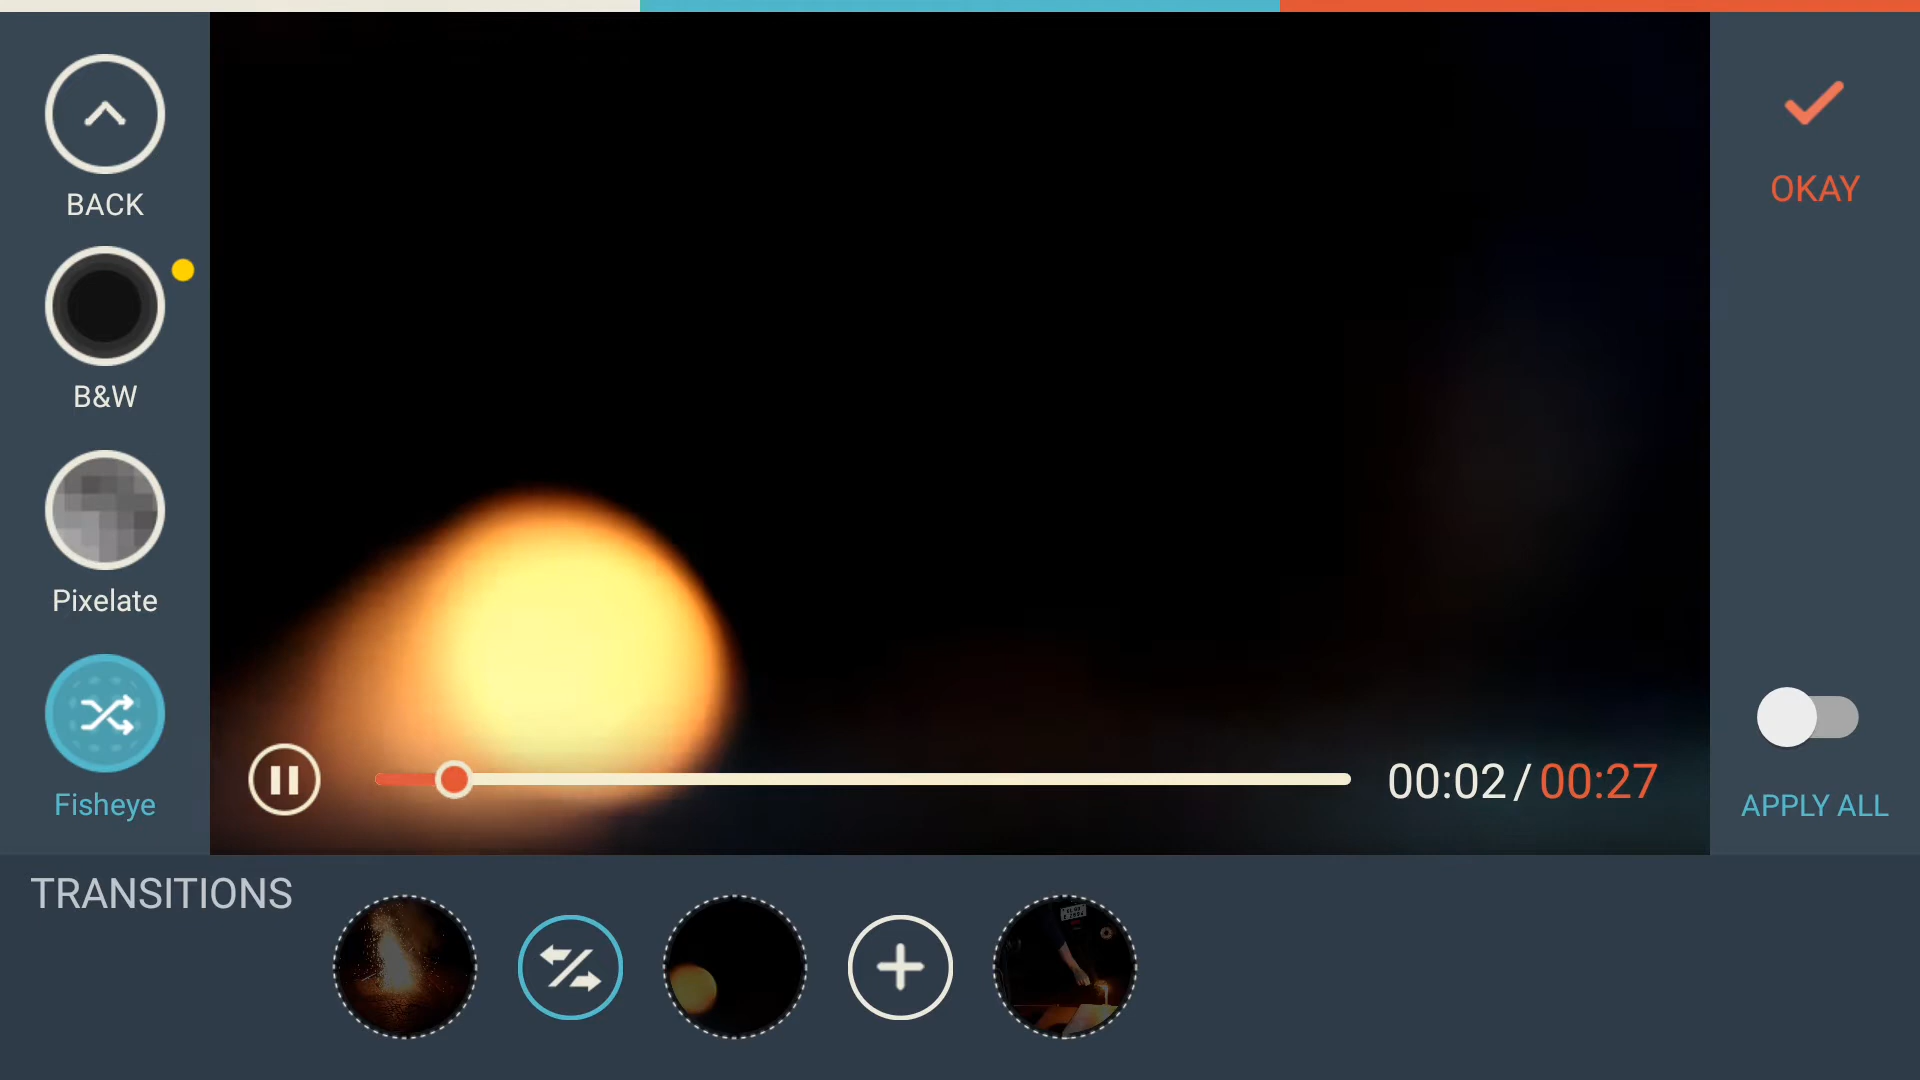 BACK
OKAY
B&W
Pixelate
00:02/00:27
Fisheye
APPLY ALL
TRANSITIONS